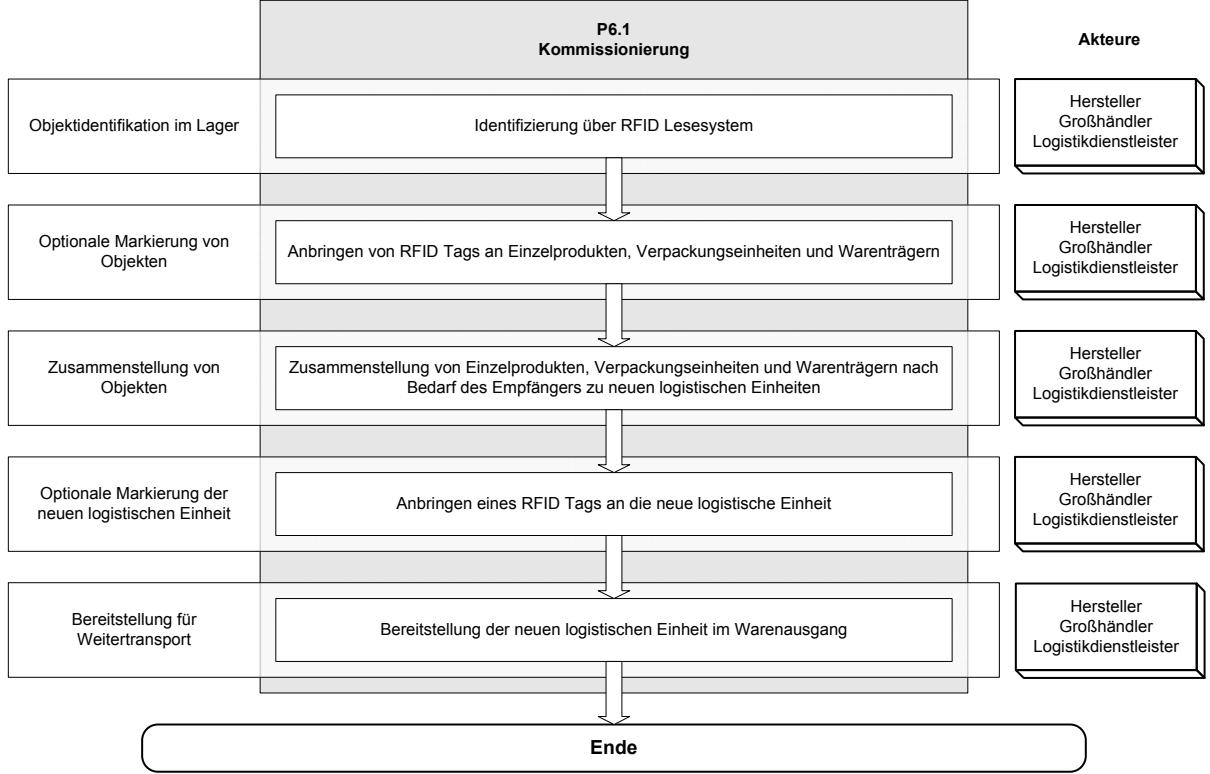 P6.1
Kommissionierung
Akteure
Objektidentifikation im Lager
Identifizierung über RFID Lesesystem
Hersteller
Großhändler
Logistikdienstleister
Optionale Markierung von
Objekten
Anbringen von RFID Tags an Einzelprodukten, Verpackungseinheiten und Warenträgern
Hersteller
Großhändler
Logistikdienstleister
Zusammenstellung von
Objekten
Zusammenstellung von Einzelprodukten, Verpackungseinheiten und Warenträgern nach
Bedarf des Empfängers zu neuen logistischen Einheiten
Hersteller
Großhändler
Logistikdienstleister
Optionale Markierung der
neuen logistischen Einheit
Anbringen eines RFID Tags an die neue logistische Einheit
Hersteller
Großhändler
Logistikdienstleister
Bereitstellung für
Weitertransport
Bereitstellung der neuen logistischen Einheit im Warenausgang
Hersteller
Großhändler
Logistikdienstleister
Ende